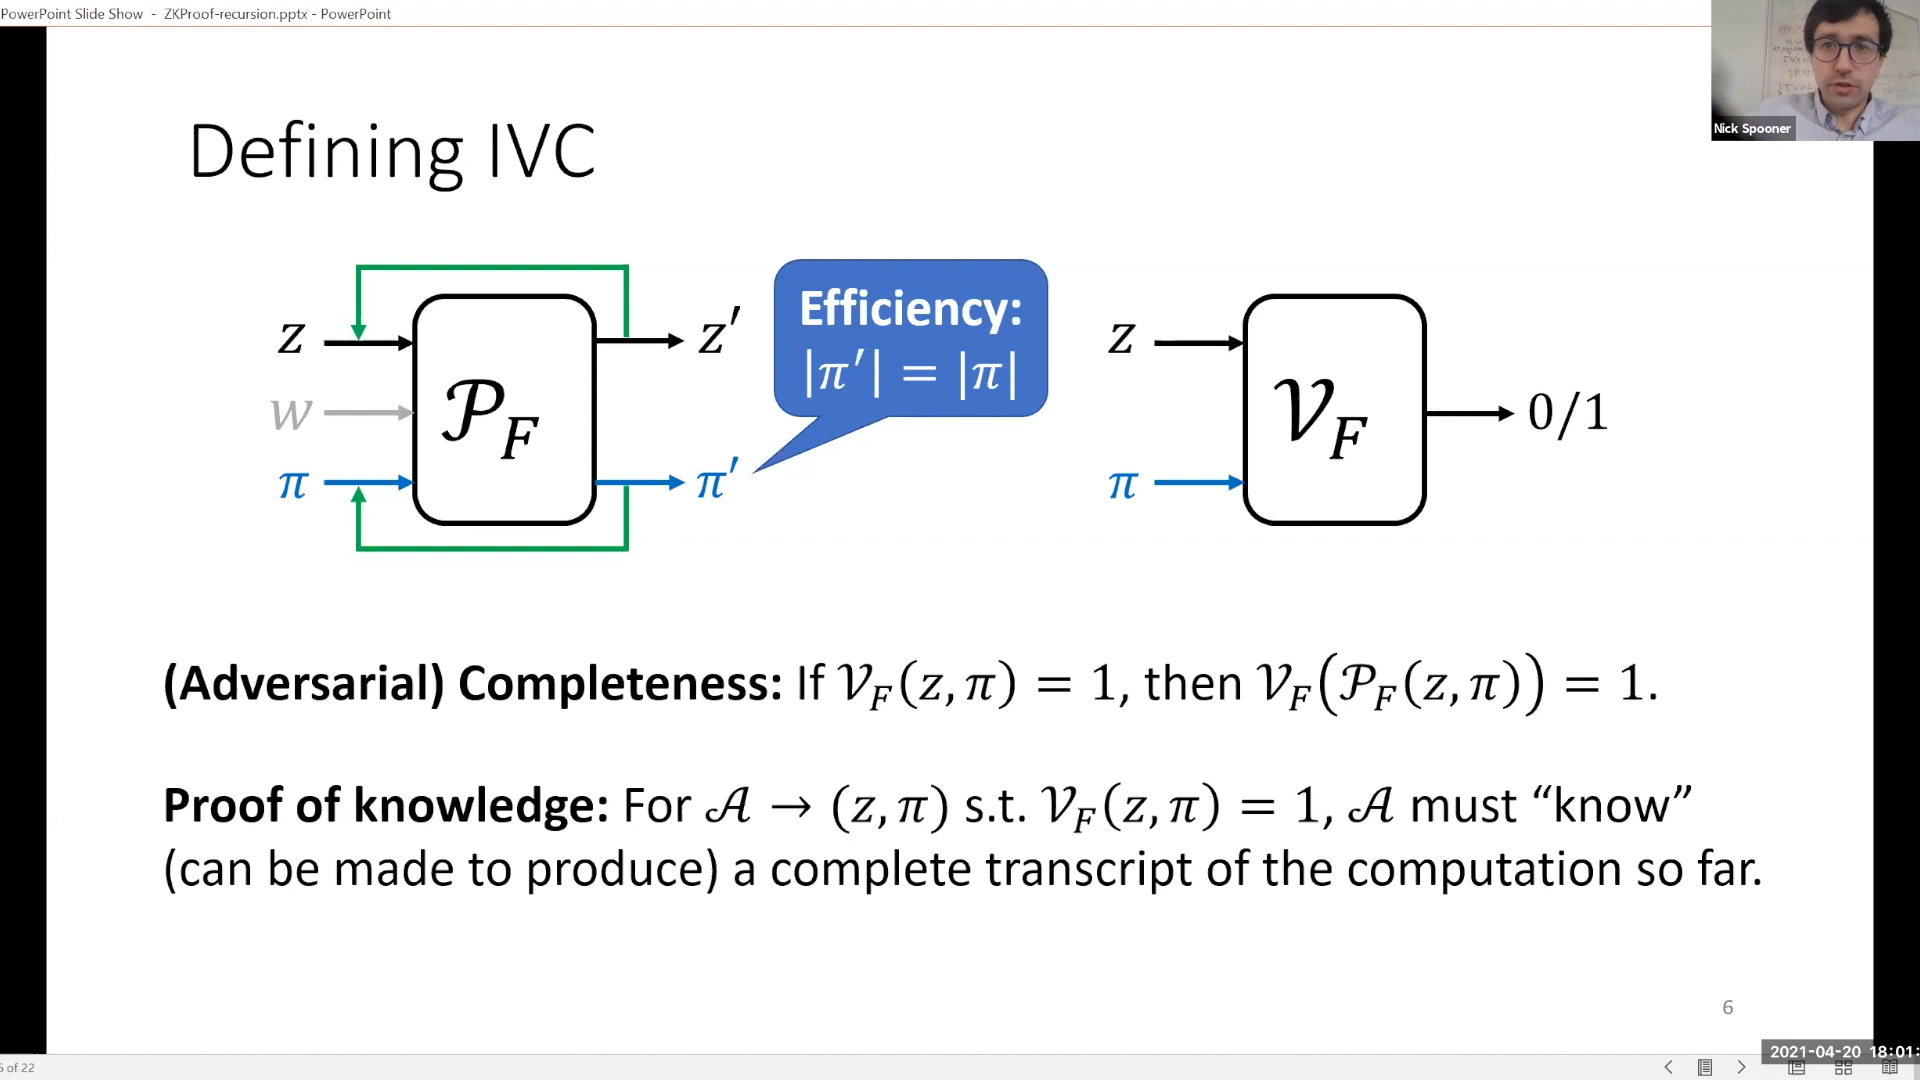 PowerPoint Slide Show - ZKProof-recursion.pptx - PowerPoint
Nick Spooner
Defining IVC
z
w
π
𝒫_F
z′
π′
Efficiency:
|π′| = |π|
z
π
𝒱_F
0/1
(Adversarial) Completeness: If 𝒱_F(z, π) = 1, then 𝒱_F(𝒫_F(z, π)) = 1.
Proof of knowledge: For 𝒜 → (z, π) s.t. 𝒱_F(z, π) = 1, 𝒜 must “know”
(can be made to produce) a complete transcript of the computation so far.
6
2021-04-20 18:01:
of 22